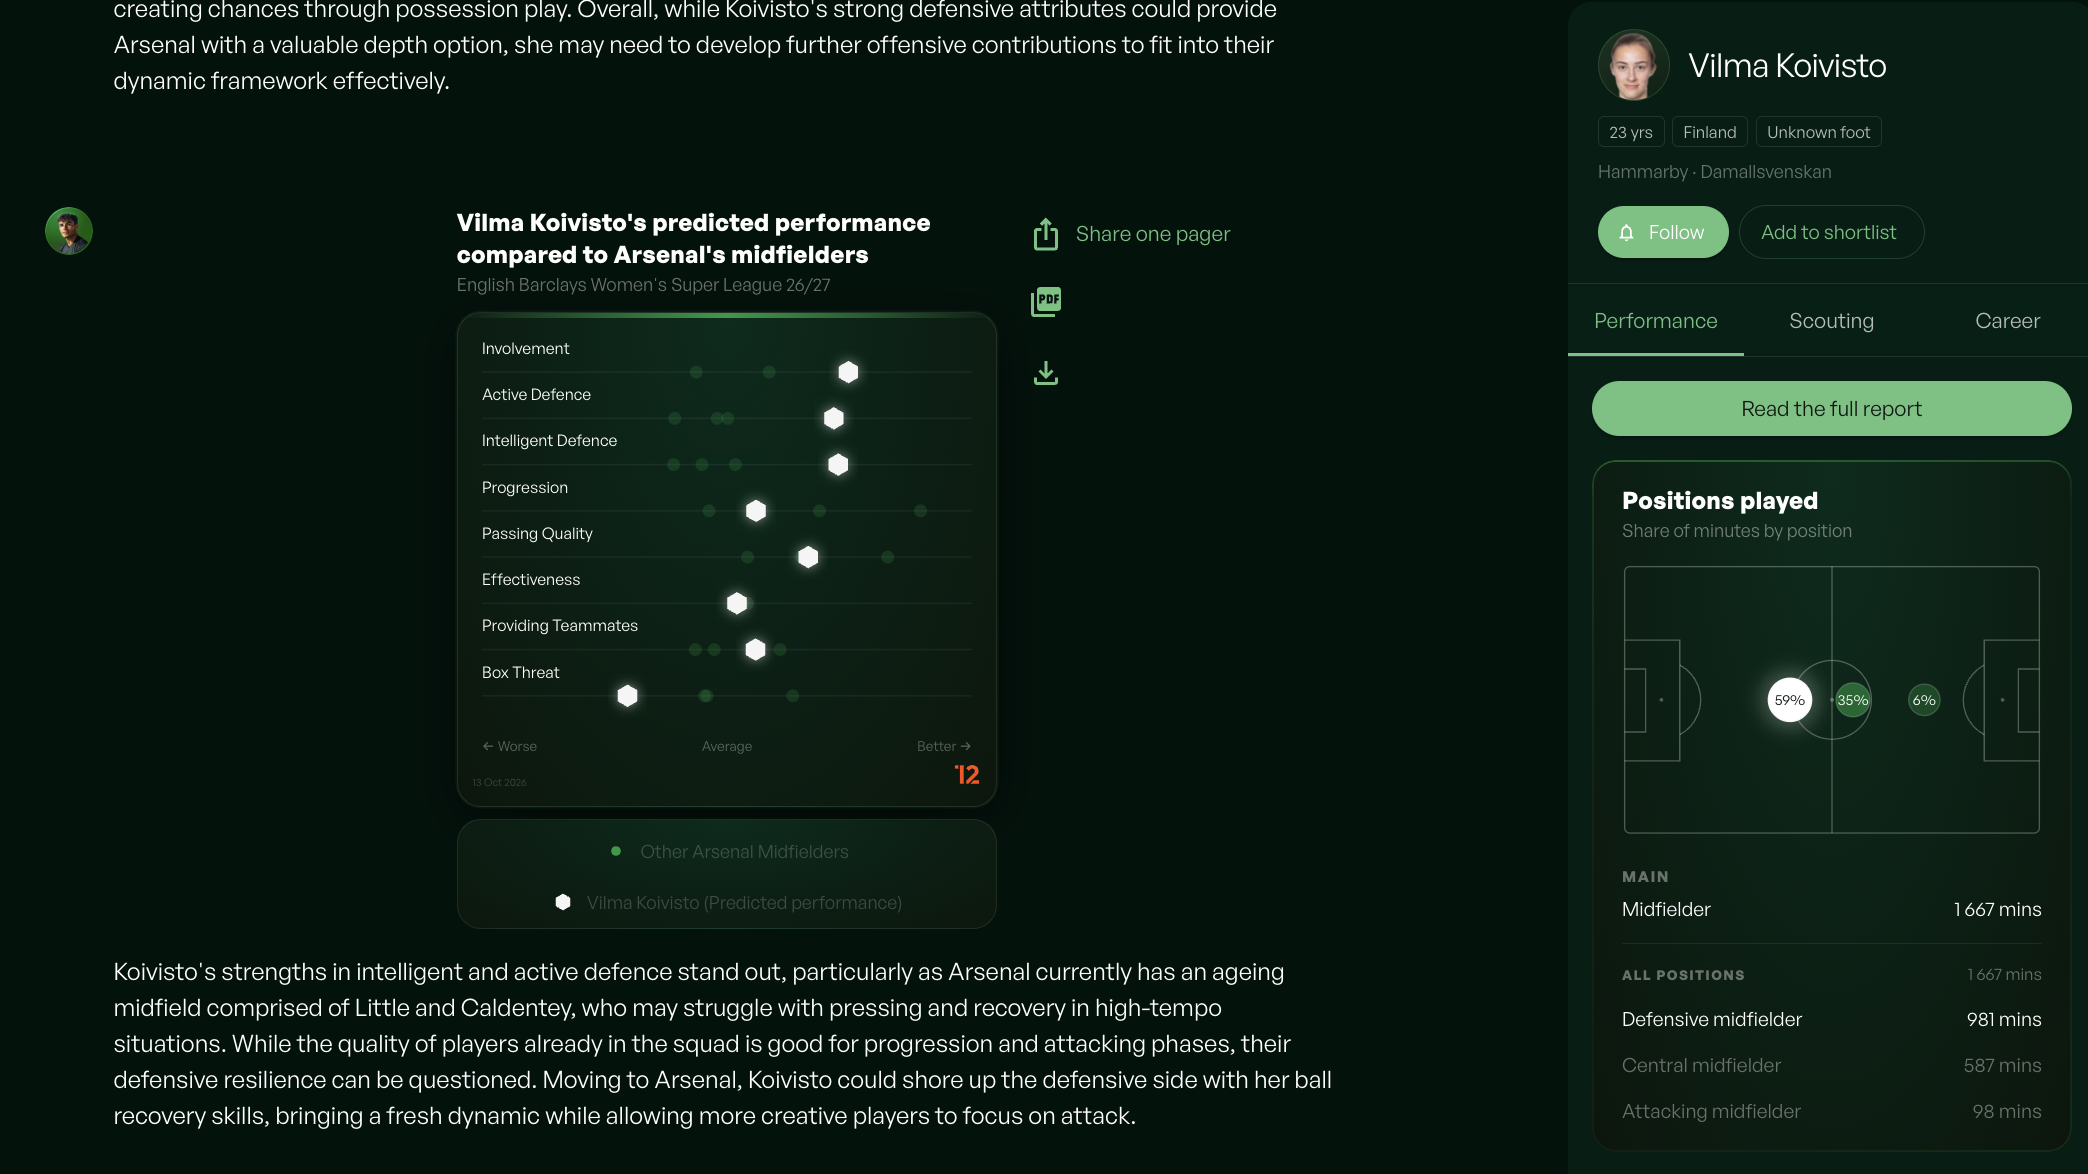 creating chances through possession play. Overall, while Koivisto's strong defensive attributes could provide
Arsenal with a valuable depth option, she may need to develop further offensive contributions to fit into their
dynamic framework effectively.
Vilma Koivisto's predicted performance
compared to Arsenal's midfielders
English Barclays Women's Super League 26/27
Share one pager
PDF
Involvement
Active Defence
Intelligent Defence
Progression
Passing Quality
Effectiveness
Providing Teammates
Box Threat
← Worse
Average
Better →
13 Oct 2026
12
Other Arsenal Midfielders
Vilma Koivisto (Predicted performance)
Koivisto's strengths in intelligent and active defence stand out, particularly as Arsenal currently has an ageing
midfield comprised of Little and Caldentey, who may struggle with pressing and recovery in high-tempo
situations. While the quality of players already in the squad is good for progression and attacking phases, their
defensive resilience can be questioned. Moving to Arsenal, Koivisto could shore up the defensive side with her ball
recovery skills, bringing a fresh dynamic while allowing more creative players to focus on attack.
Vilma Koivisto
23 yrs
Finland
Unknown foot
Hammarby · Damallsvenskan
Follow
Add to shortlist
Performance
Scouting
Career
Read the full report
Positions played
Share of minutes by position
59%
35%
6%
MAIN
Midfielder 1 667 mins
ALL POSITIONS 1 667 mins
Defensive midfielder 981 mins
Central midfielder 587 mins
Attacking midfielder 98 mins